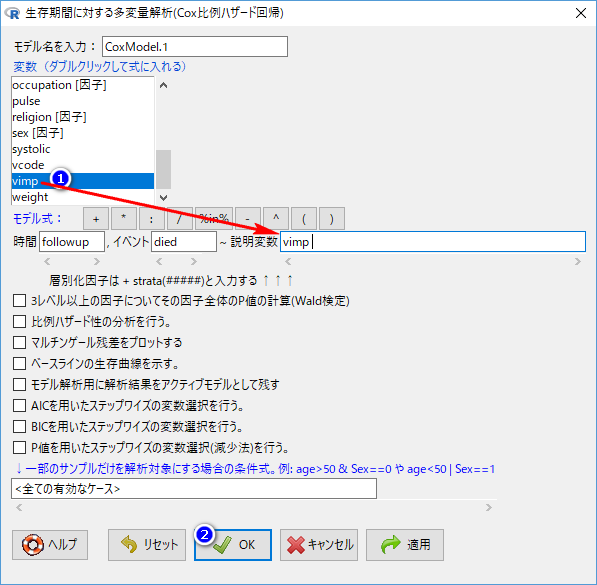 生存期間に対する多変量解析(Cox比例ハザード回帰)
モデル名を入力： CoxModel.1
変数（ダブルクリックして式に入れる）
occupation [因子]
pulse
religion [因子]
sex [因子]
systolic
vcode
vimp 1
weight
モデル式： + * : / %in% - ^ ( )
時間 followup , イベント died ~ 説明変数 vimp
層別化因子は + strata(#####)と入力する ↑ ↑ ↑
3レベル以上の因子についてその因子全体のP値の計算(Wald検定)
比例ハザード性の分析を行う。
マルチンゲール残差をプロットする
ベースラインの生存曲線を示す。
モデル解析用に解析結果をアクティブモデルとして残す
AICを用いたステップワイズの変数選択を行う。
BICを用いたステップワイズの変数選択を行う。
P値を用いたステップワイズの変数選択(減少法)を行う。
↓一部のサンプルだけを解析対象にする場合の条件式。例: age>50 & Sex==0 や age<50 | Sex==1
<全ての有効なケース>
ヘルプ リセット 2 OK キャンセル 適用